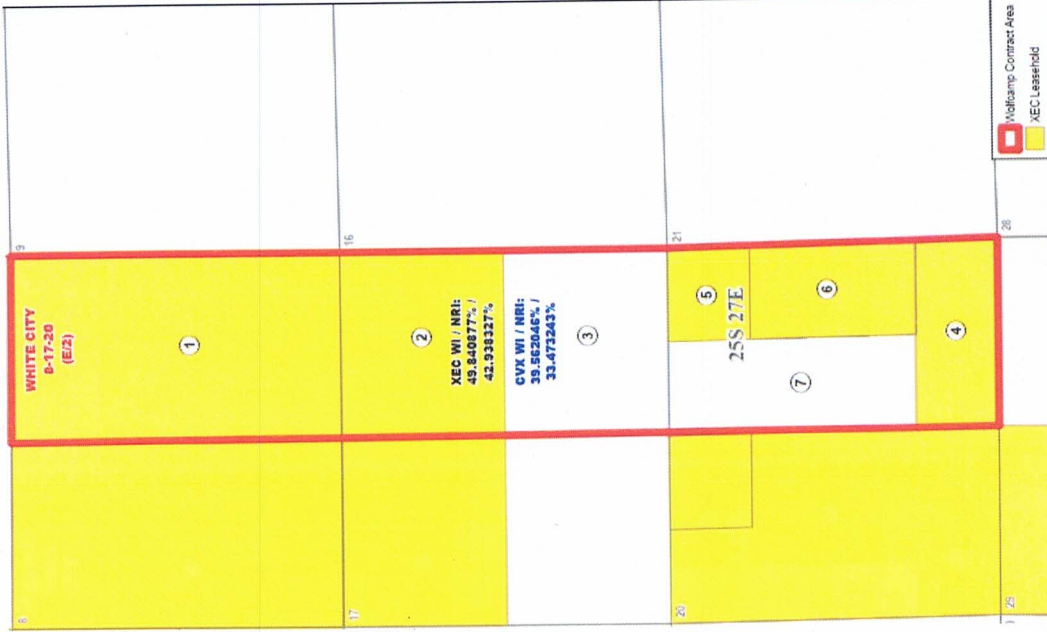 WHITE CITY
8-17-20
(E/2)
8
9
1
17
16
2
XEC WI / NRI:
49.840877% /
42.938327%
CVX WI / NRI:
39.562046% /
33.473243%
3
20
21
5
25S 27E
6
7
4
29
28
Wolfcamp Contract Area
XEC Leasehold